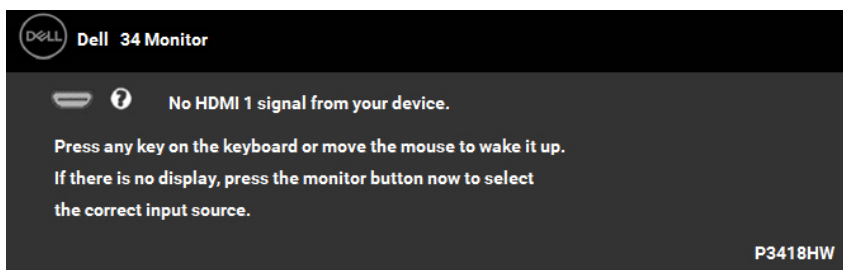 DELL Dell 34 Monitor
? No HDMI 1 signal from your device.
Press any key on the keyboard or move the mouse to wake it up.
If there is no display, press the monitor button now to select
the correct input source.
P3418HW